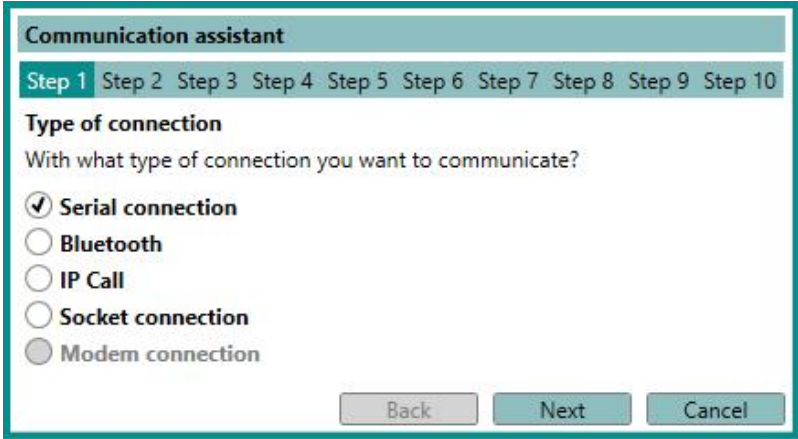 Communication assistant
Step 1 Step 2 Step 3 Step 4 Step 5 Step 6 Step 7 Step 8 Step 9 Step 10
Type of connection
With what type of connection you want to communicate?
Serial connection
Bluetooth
IP Call
Socket connection
Modem connection
Back Next Cancel